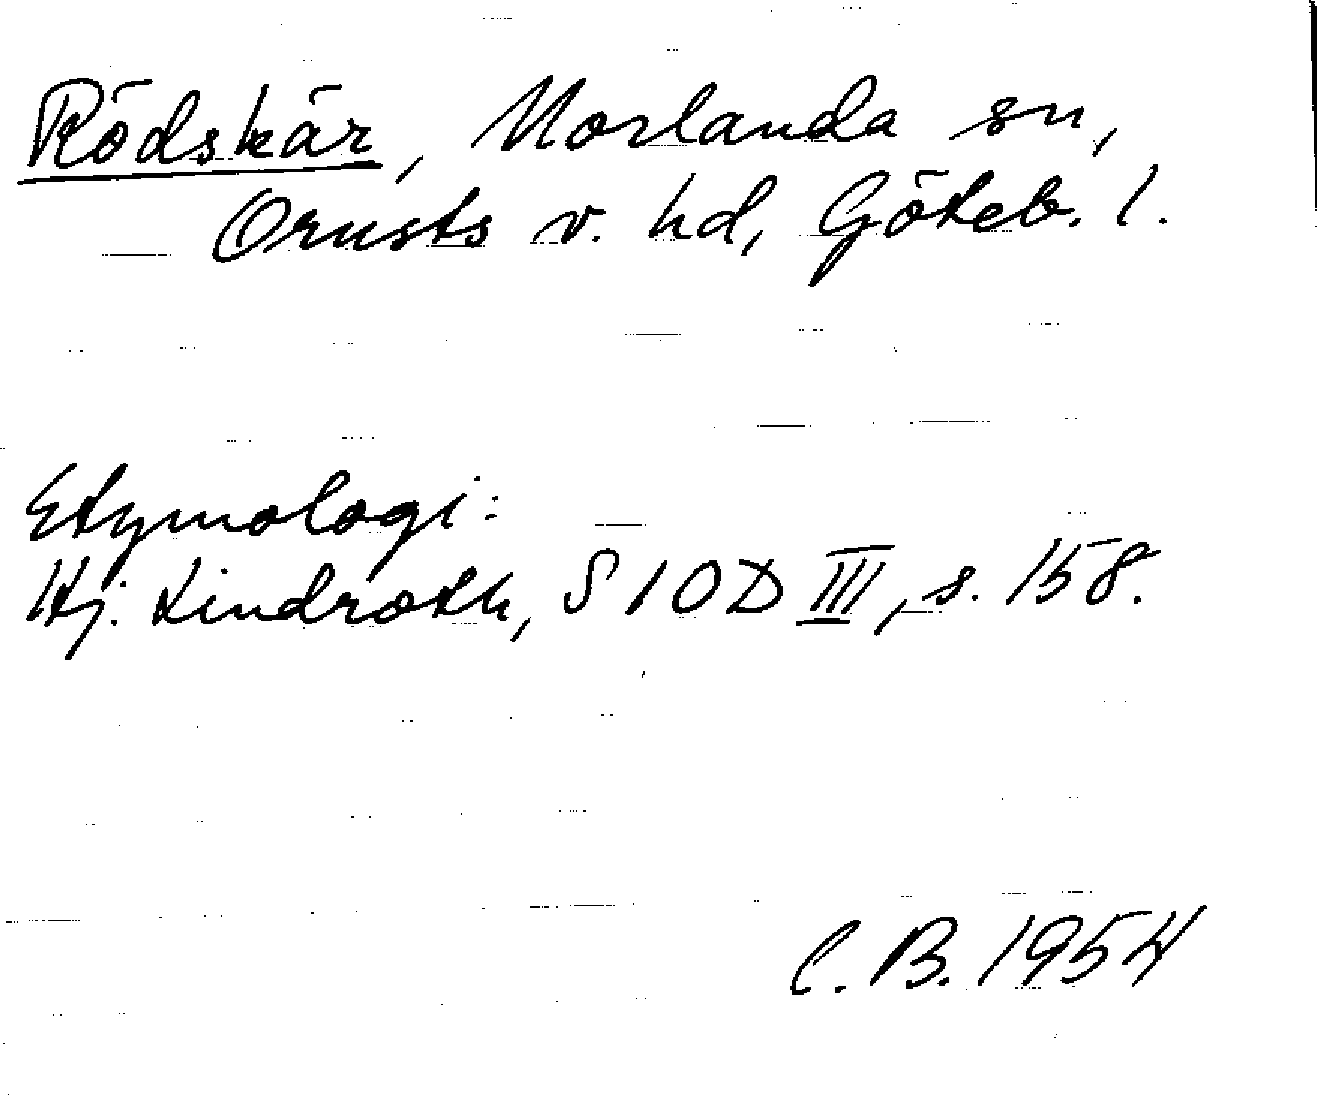 Rödskär, Morlanda sn,
Orusts v. hd, Göteb. l.
Etymologi:
Hj. Lindroth, SIOD III, s. 158.
C. B. 1954